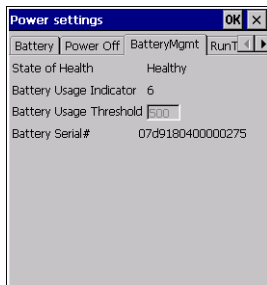 Power settings OK ×
Battery Power Off BatteryMgmt RunT
State of Health Healthy
Battery Usage Indicator 6
Battery Usage Threshold 500
Battery Serial# 07d9180400000275